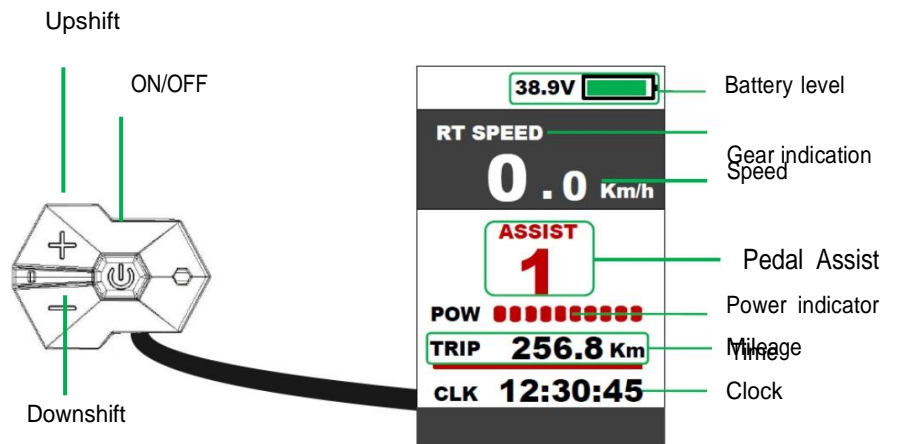 Upshift
ON/OFF
Downshift
38.9V
RT SPEED
0.0 Km/h
ASSIST
1
POW
TRIP 256.8 Km
CLK 12:30:45
Battery level
Gear indication
Speed
Pedal Assist
Power indicator
Mileage
Time
Clock